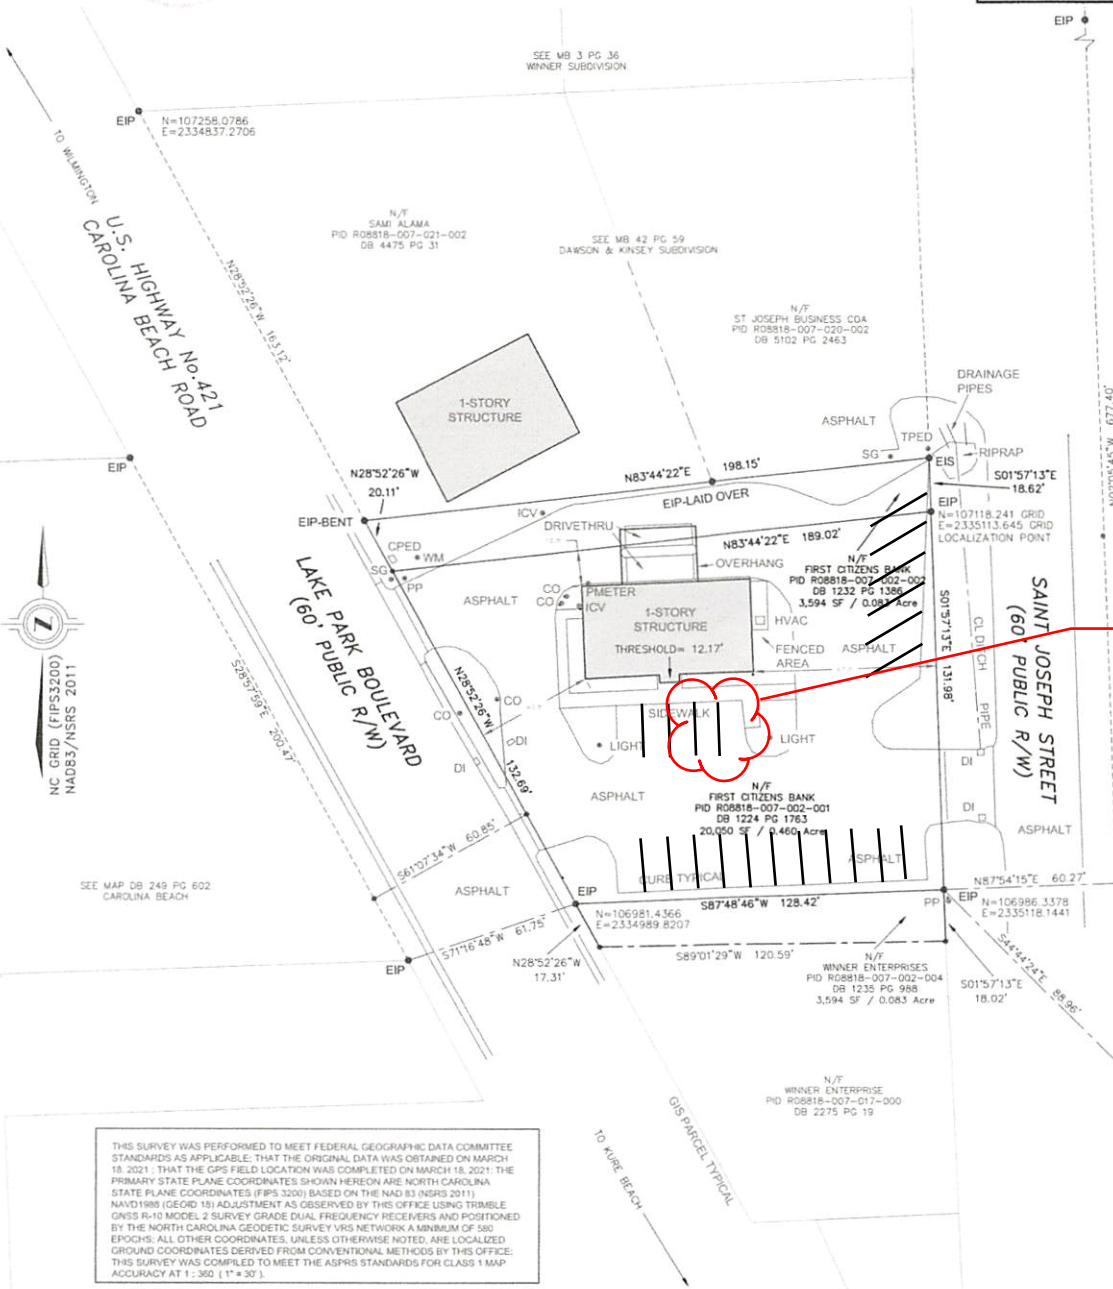 EIP
SEE MB 3 PG 36
WINNER SUBDIVISION
EIP
N=107258.0786
E=2334837.2706
TO WILMINGTON
U.S. HIGHWAY No.421
CAROLINA BEACH ROAD
N28°52'26"W 163.12'
N/F
SAMI ALAMA
PID R08818-007-021-002
DB 4475 PG 31
SEE MB 42 PG 59
DAWSON & KINSEY SUBDIVISION
N/F
ST JOSEPH BUSINESS COA
PID R08818-007-020-002
DB 5102 PG 2463
677.40'
1-STORY
STRUCTURE
DRAINAGE
PIPES
ASPHALT
TPED
SG
EIS
RIPRAP
EIP
N28°52'26"W
20.11'
N83°44'22"E 198.15'
EIP-LAID OVER
S01°57'13"E
18.62'
EIP
N=107118.241 GRID
E=2335113.645 GRID
LOCALIZATION POINT
EIP-BENT
ICV
DRIVETHRU
N83°44'22"E 189.02'
CPED
WM
SG
PP
OVERHANG
N/F
FIRST CITIZENS BANK
PID R08818-007-002-002
DB 1232 PG 1386
3,594 SF / 0.083 Acre
ASPHALT
CO
CO
PMETER
ICV
1-STORY
STRUCTURE
THRESHOLD= 12.17'
HVAC
FENCED
AREA
ASPHALT
LAKE PARK BOULEVARD
(60' PUBLIC R/W)
S01°57'13"E 131.98'
CL DITCH
PIPE
SAINT JOSEPH STREET
(60' PUBLIC R/W)
NC GRID (FIPS3200)
NAD83/NSRS 2011
S28°57'59"E 200.47'
N28°52'26"W
132.69'
CO
CO
DI
DI
SIDEWALK
LIGHT
LIGHT
DI
DI
ASPHALT
N/F
FIRST CITIZENS BANK
PID R08818-007-002-001
DB 1224 PG 1763
20,050 SF / 0.460 Acre
ASPHALT
S61°07'34"W 60.85'
ASPHALT
CURB TYPICAL
ASPHALT
SEE MAP DB 249 PG 602
CAROLINA BEACH
EIP
S87°48'46"W 128.42'
PP
EIP
N87°54'15"E 60.27'
N=106981.4366
E=2334989.8207
N=106986.3378
E=2335118.1441
S71°16'48"W 61.75'
EIP
N28°52'26"W
17.31'
S89°01'29"W 120.59'
N/F
WINNER ENTERPRISES
PID R08818-007-002-004
DB 1235 PG 988
3,594 SF / 0.083 Acre
S01°57'13"E
18.02'
S44°44'24"E 88.96'
N/F
WINNER ENTERPRISE
PID R08818-007-017-000
DB 2275 PG 19
GIS PARCEL TYPICAL
TO KURE BEACH
THIS SURVEY WAS PERFORMED TO MEET FEDERAL GEOGRAPHIC DATA COMMITTEE
STANDARDS AS APPLICABLE; THAT THE ORIGINAL DATA WAS OBTAINED ON MARCH
18, 2021 ; THAT THE GPS FIELD LOCATION WAS COMPLETED ON MARCH 18, 2021; THE
PRIMARY STATE PLANE COORDINATES SHOWN HEREON ARE NORTH CAROLINA
STATE PLANE COORDINATES (FIPS 3200) BASED ON THE NAD 83 (NSRS 2011)
NAVD1988 (GEOID 18) ADJUSTMENT AS OBSERVED BY THIS OFFICE USING TRIMBLE
GNSS R-10 MODEL 2 SURVEY GRADE DUAL FREQUENCY RECEIVERS AND POSITIONED
BY THE NORTH CAROLINA GEODETIC SURVEY VRS NETWORK A MINIMUM OF 580
EPOCHS; ALL OTHER COORDINATES, UNLESS OTHERWISE NOTED, ARE LOCALIZED
GROUND COORDINATES DERIVED FROM CONVENTIONAL METHODS BY THIS OFFICE;
THIS SURVEY WAS COMPILED TO MEET THE ASPRS STANDARDS FOR CLASS 1 MAP
ACCURACY AT 1 : 360 ( 1" = 30' ).